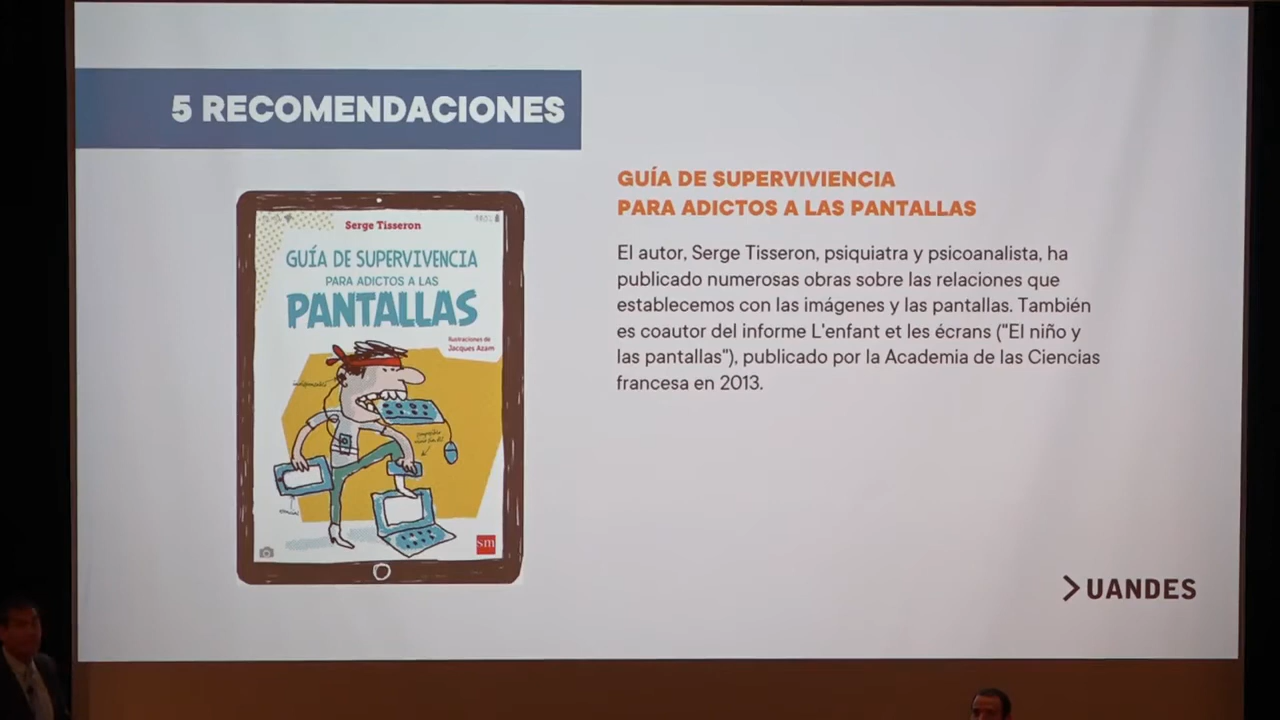 5 RECOMENDACIONES
GUÍA DE SUPERVIVIENCIA
PARA ADICTOS A LAS PANTALLAS
El autor, Serge Tisseron, psiquiatra y psicoanalista, ha
publicado numerosas obras sobre las relaciones que
establecemos con las imágenes y las pantallas. También
es coautor del informe L'enfant et les écrans ("El niño y
las pantallas"), publicado por la Academia de las Ciencias
francesa en 2013.
Serge Tisseron
GUÍA DE SUPERVIVENCIA
PARA ADICTOS A LAS
PANTALLAS
Ilustraciones de
Jacques Azam
sm
UANDES